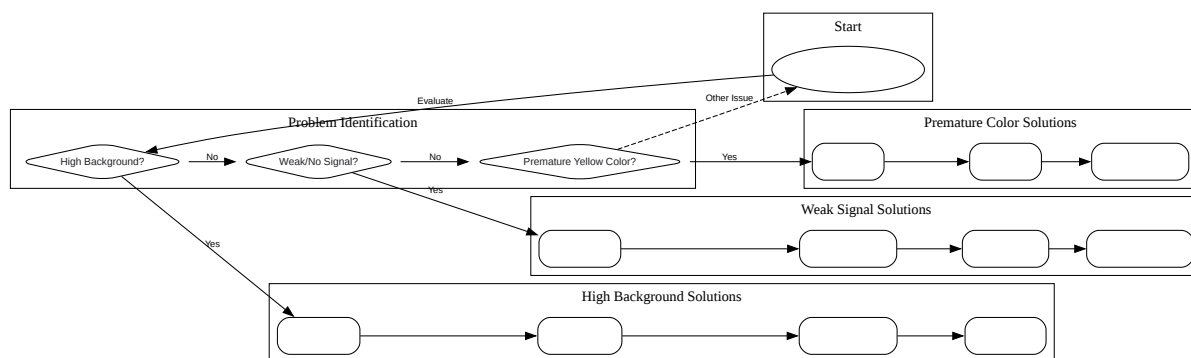 Start
Evaluate
Other Issue
Problem Identification
Premature Color Solutions
High Background?
No
Weak/No Signal?
No
Premature Yellow Color?
Yes
Yes
Weak Signal Solutions
Yes
High Background Solutions